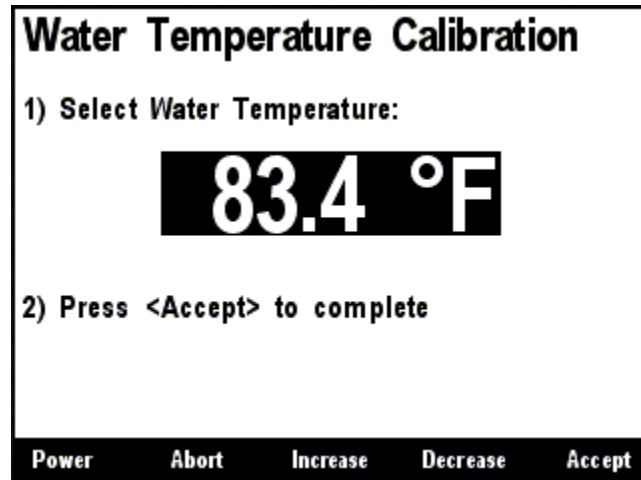 Water Temperature Calibration
1) Select Water Temperature:
83.4 °F
2) Press <Accept> to complete
Power Abort Increase Decrease Accept